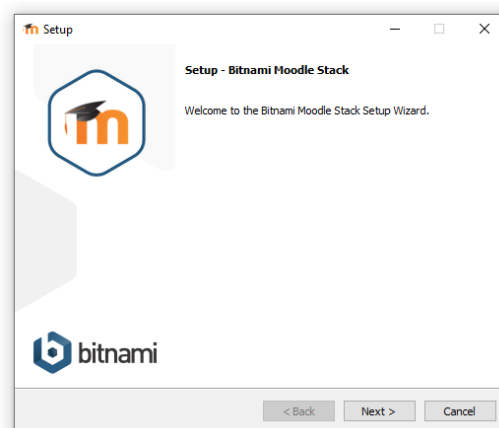 Setup
Setup - Bitnami Moodle Stack
Welcome to the Bitnami Moodle Stack Setup Wizard.
m
bitnami
< Back Next > Cancel